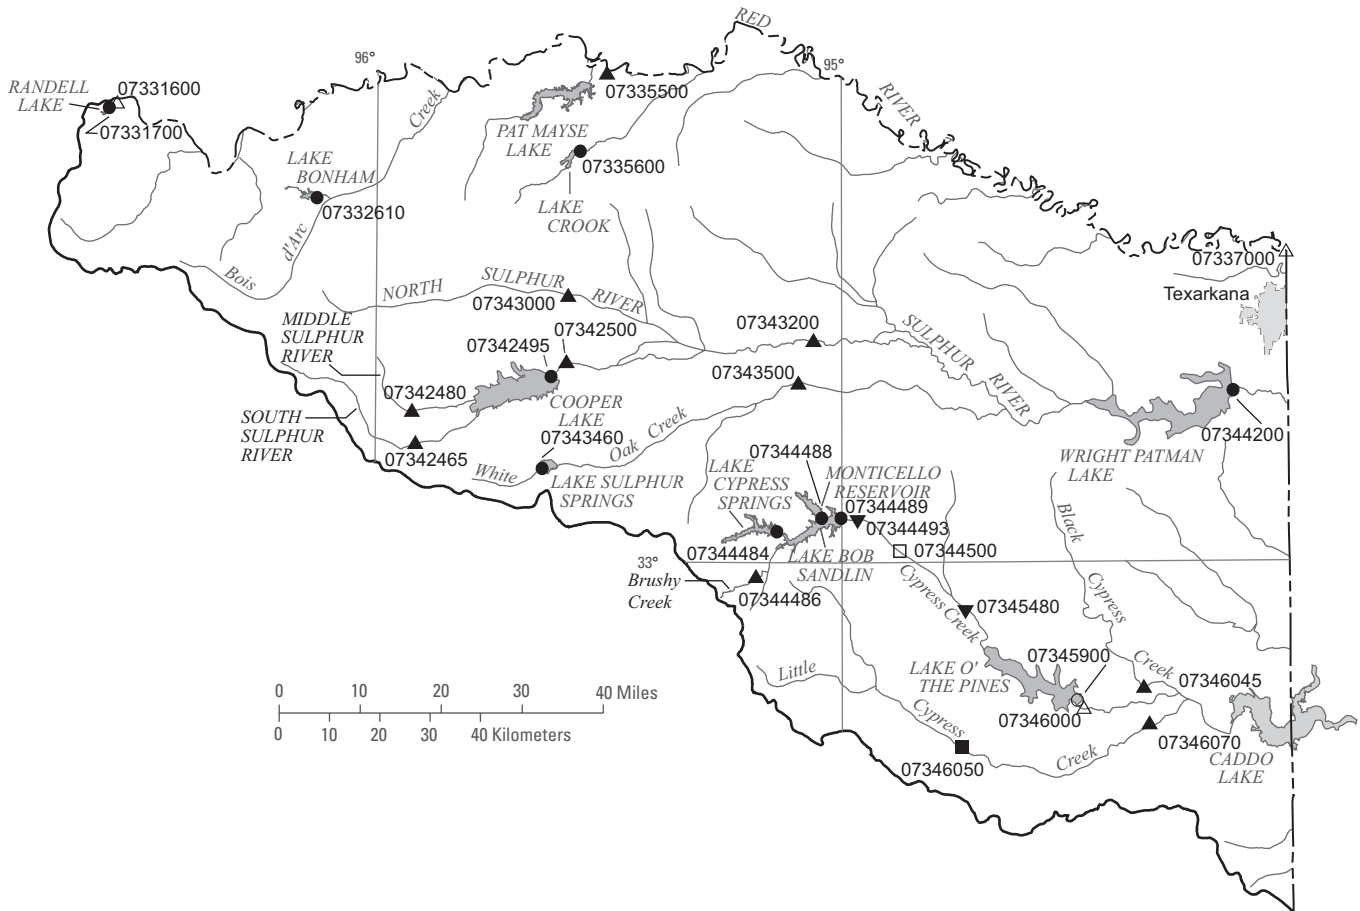 RED
96°
95°
RANDELL
LAKE
07331600
07331700
Creek
07335500
RIVER
PAT MAYSE
LAKE
07335600
LAKE
BONHAM
07332610
LAKE
CROOK
d'Arc
Bois
07337000
Texarkana
NORTH
SULPHUR
RIVER
07343000
MIDDLE
SULPHUR
RIVER
07342500
07342495
07343200
SULPHUR
RIVER
07343500
07342480
COOPER
LAKE
SOUTH
SULPHUR
RIVER
07342465
07343460
Oak Creek
White
LAKE SULPHUR
SPRINGS
07344200
WRIGHT PATMAN
LAKE
07344488
LAKE
CYPRESS
SPRINGS
MONTICELLO
RESERVOIR
07344489
07344493
07344484
LAKE BOB
SANDLIN
07344500
33°
Brushy
Creek
07344486
Cypress Creek
07345480
Black
Cypress
Creek
LAKE O'
THE PINES
07345900
07346000
07346045
Little
Cypress
Creek
07346050
07346070
CADDO
LAKE
0 10 20 30 40 Miles
0 10 20 30 40 Kilometers